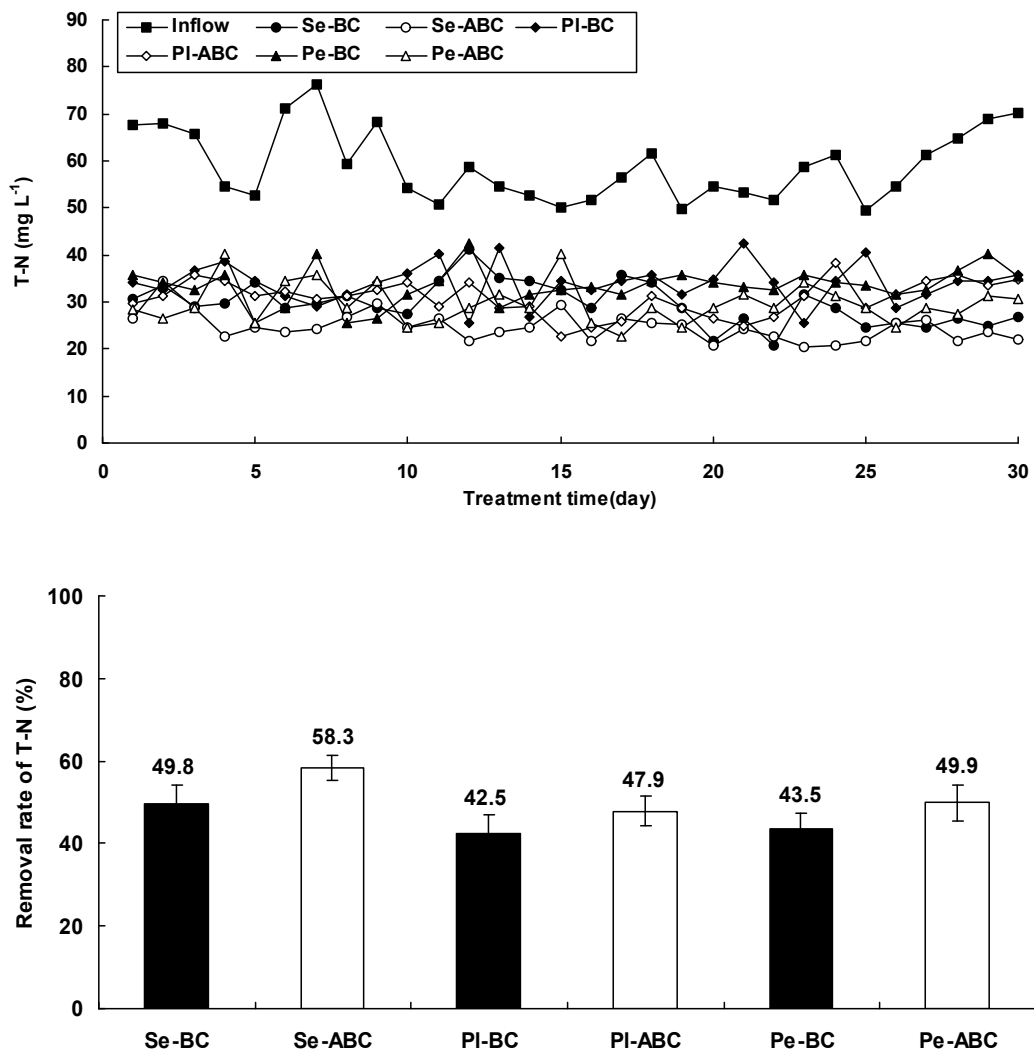 90
80
70
60
50
40
30
20
10
0
T-N (mg L-1)
Inflow Se-BC Se-ABC Pl-BC
Pl-ABC Pe-BC Pe-ABC
0 5 10 15 20 25 30
Treatment time(day)
100
80
60
40
20
0
Removal rate of T-N (%)
49.8 58.3 42.5 47.9 43.5 49.9
Se-BC Se-ABC Pl-BC Pl-ABC Pe-BC Pe-ABC